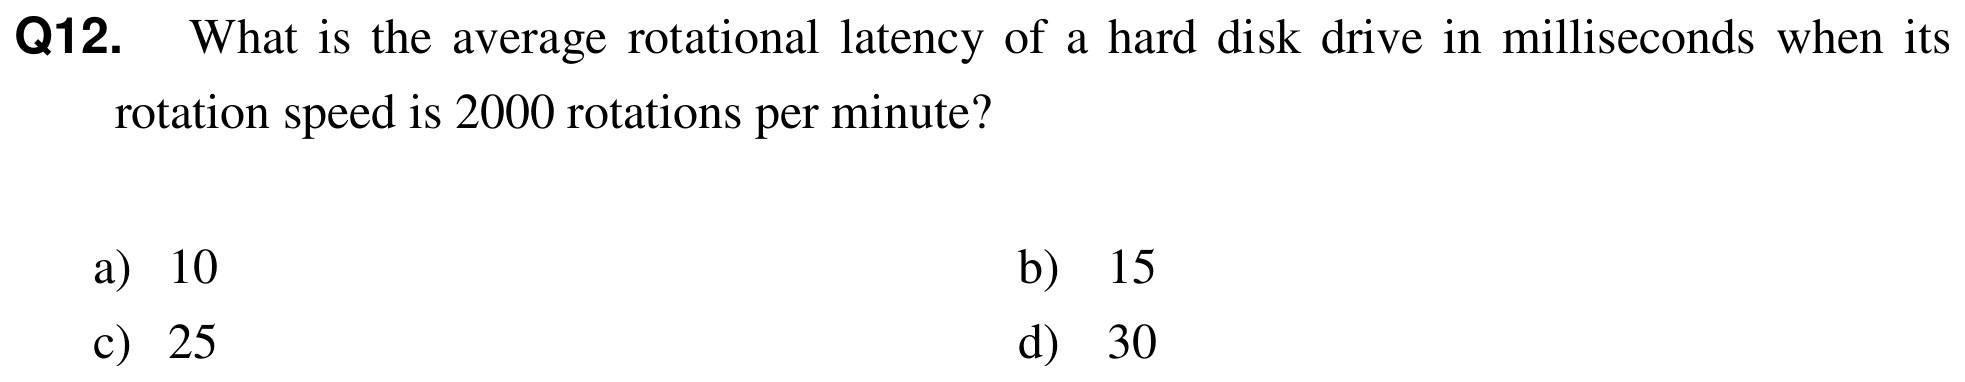 Q12. What is the average rotational latency of a hard disk drive in milliseconds when its
rotation speed is 2000 rotations per minute?
a) 10 b) 15
c) 25 d) 30